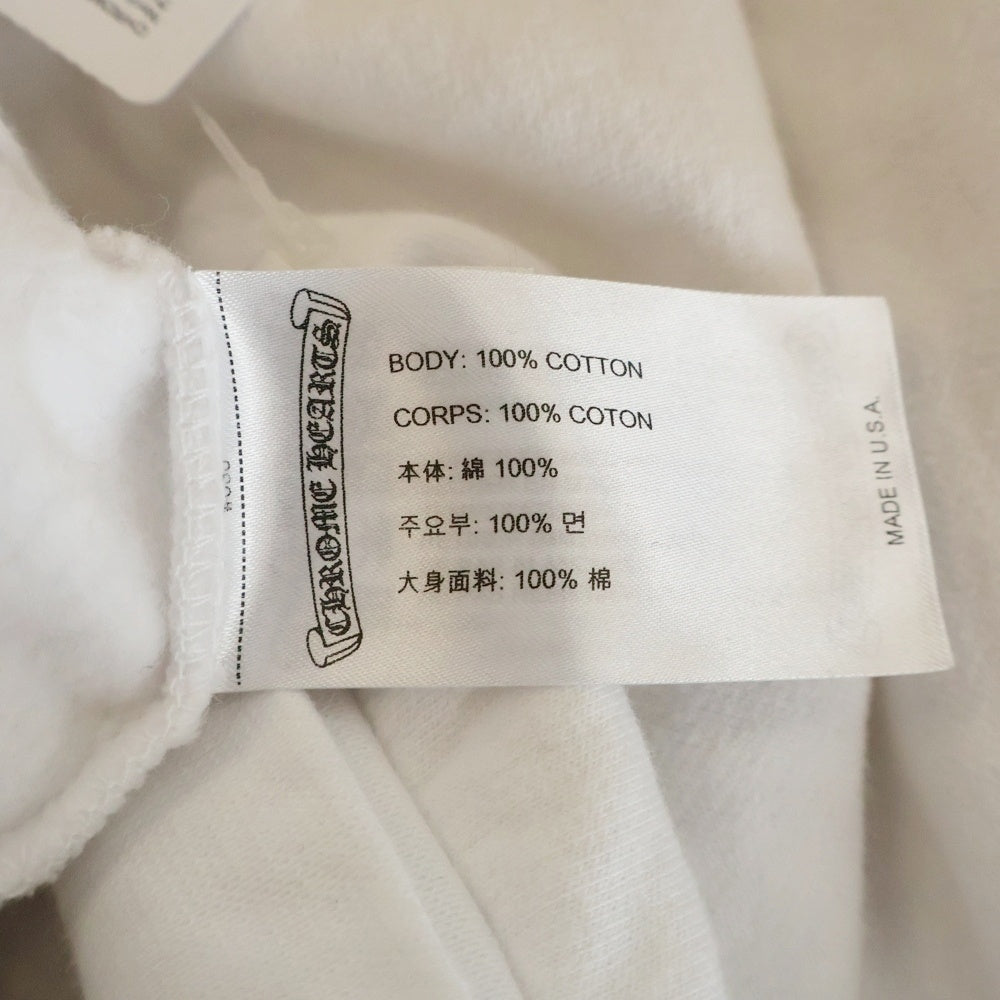 CHROME HEARTS
BODY: 100% COTTON
CORPS: 100% COTON
本体: 綿 100%
주요부: 100% 면
大身面料: 100% 棉
MADE IN U.S.A.